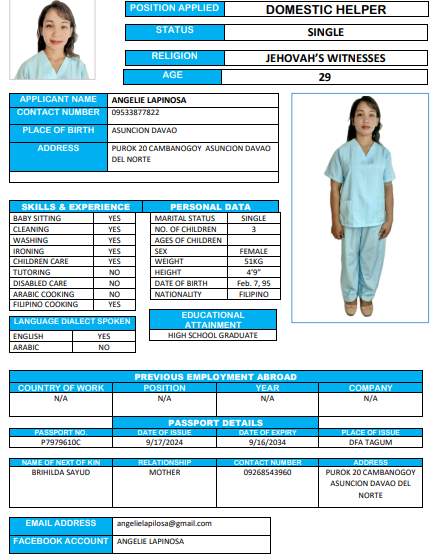 POSITION APPLIED DOMESTIC HELPER
STATUS SINGLE
RELIGION JEHOVAH'S WITNESSES
AGE 29
APPLICANT NAME ANGELIE LAPINOSA
CONTACT NUMBER 09533877822
PLACE OF BIRTH ASUNCION DAVAO
ADDRESS PUROK 20 CAMBANOGOY ASUNCION DAVAO
DEL NORTE
SKILLS & EXPERIENCE
BABY SITTING YES
CLEANING YES
WASHING YES
IRONING YES
CHILDREN CARE YES
TUTORING NO
DISABLED CARE NO
ARABIC COOKING NO
FILIPINO COOKING YES
PERSONAL DATA
MARITAL STATUS SINGLE
NO. OF CHILDREN 3
AGES OF CHILDREN
SEX FEMALE
WEIGHT 51KG
HEIGHT 4'9"
DATE OF BIRTH Feb. 7, 95
NATIONALITY FILIPINO
LANGUAGE DIALECT SPOKEN
ENGLISH YES
ARABIC NO
EDUCATIONAL
ATTAINMENT
HIGH SCHOOL GRADUATE
PREVIOUS EMPLOYMENT ABROAD
COUNTRY OF WORK POSITION YEAR COMPANY
N/A N/A N/A N/A
PASSPORT DETAILS
PASSPORT NO. DATE OF ISSUE DATE OF EXPIRY PLACE OF ISSUE
P7979610C 9/17/2024 9/16/2034 DFA TAGUM
NAME OF NEXT OF KIN RELATIONSHIP CONTACT NUMBER ADDRESS
BRIHILDA SAYUD MOTHER 09268543960 PUROK 20 CAMBANOGOY
ASUNCION DAVAO DEL
NORTE
EMAIL ADDRESS angelielapilosa@gmail.com
FACEBOOK ACCOUNT ANGELIE LAPINOSA